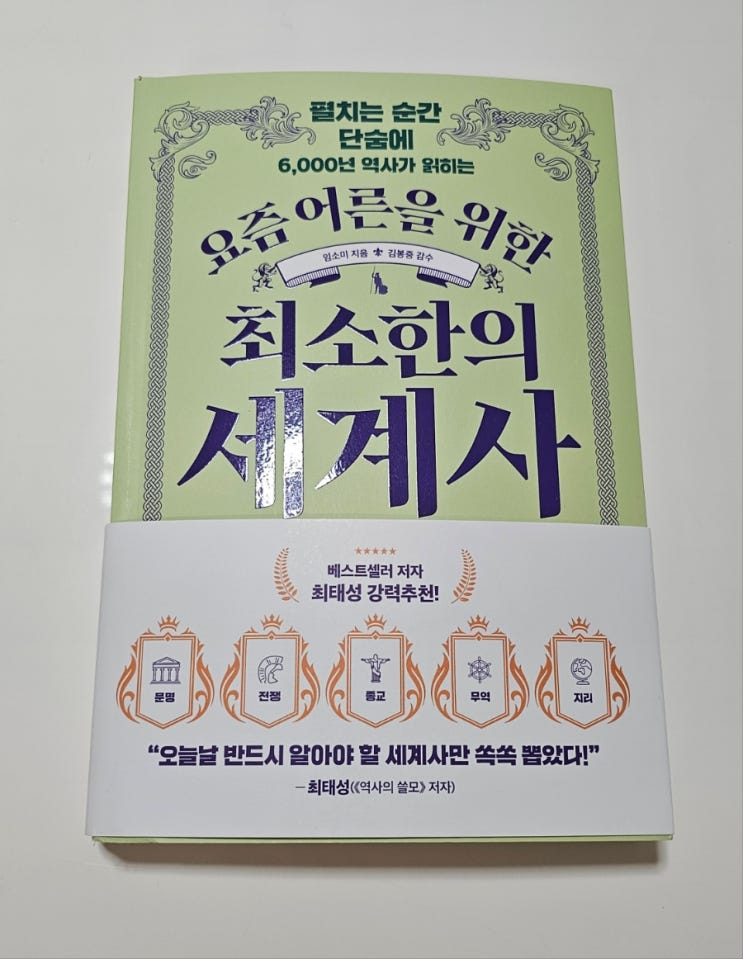 펼치는 순간
단숨에
6,000년 역사가 읽히는
요즘 어른을 위한
임소미 지음 김봉중 감수
최소한의
세계사
★★★★★
베스트셀러 저자
최태성 강력추천!
문명 전쟁 종교 무역 지리
“오늘날 반드시 알아야 할 세계사만 쏙쏙 뽑았다!”
— 최태성(《역사의 쓸모》 저자)